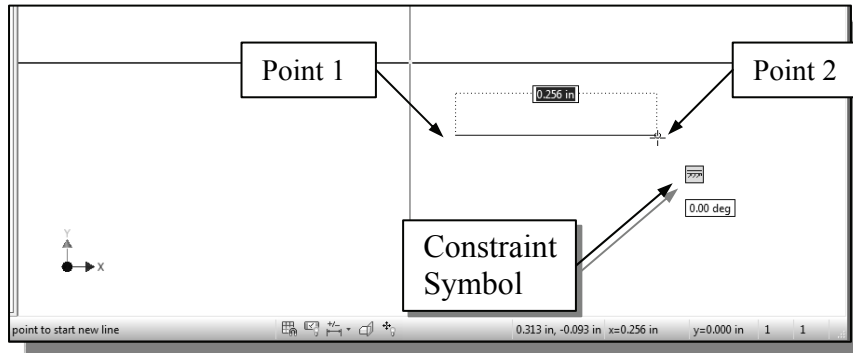 Point 1
Point 2
0.256 in
0.00 deg
Constraint
Symbol
Y
X
point to start new line
0.313 in, -0.093 in x=0.256 in y=0.000 in 1 1